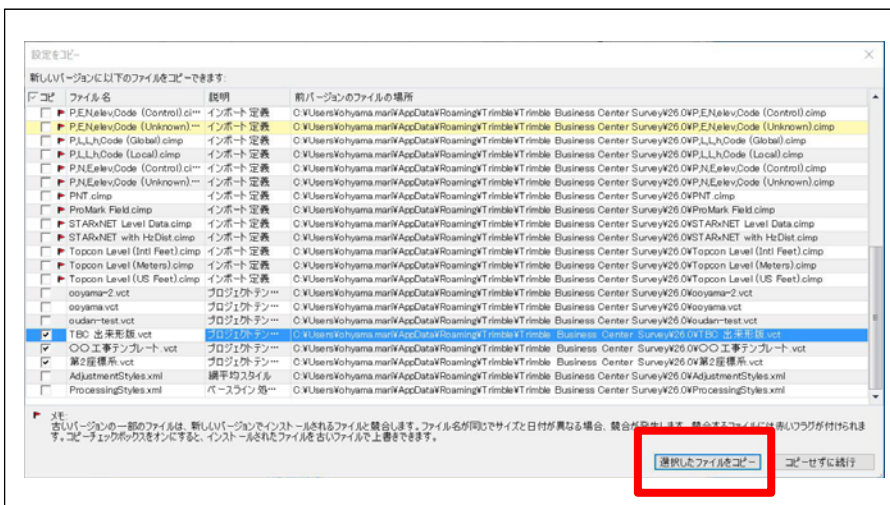 設定をコピー
新しいバージョンに以下のファイルをコピーできます:
コピ ファイル名 説明 前バージョンのファイルの場所
P,E,N,elev,Code (Control).ci… インポート定義 C:¥Users¥ohyama.mari¥AppData¥Roaming¥Trimble¥Trimble Business Center Survey¥26.0¥P,E,N,elev,Code (Control).cimp
P,E,N,elev,Code (Unknown).… インポート定義 C:¥Users¥ohyama.mari¥AppData¥Roaming¥Trimble¥Trimble Business Center Survey¥26.0¥P,E,N,elev,Code (Unknown).cimp
P,L,L,h,Code (Global).cimp インポート定義 C:¥Users¥ohyama.mari¥AppData¥Roaming¥Trimble¥Trimble Business Center Survey¥26.0¥P,L,L,h,Code (Global).cimp
P,L,L,h,Code (Local).cimp インポート定義 C:¥Users¥ohyama.mari¥AppData¥Roaming¥Trimble¥Trimble Business Center Survey¥26.0¥P,L,L,h,Code (Local).cimp
P,N,E,elev,Code (Control).ci… インポート定義 C:¥Users¥ohyama.mari¥AppData¥Roaming¥Trimble¥Trimble Business Center Survey¥26.0¥P,N,E,elev,Code (Control).cimp
P,N,E,elev,Code (Unknown).… インポート定義 C:¥Users¥ohyama.mari¥AppData¥Roaming¥Trimble¥Trimble Business Center Survey¥26.0¥P,N,E,elev,Code (Unknown).cimp
PNT.cimp インポート定義 C:¥Users¥ohyama.mari¥AppData¥Roaming¥Trimble¥Trimble Business Center Survey¥26.0¥PNT.cimp
ProMark Field.cimp インポート定義 C:¥Users¥ohyama.mari¥AppData¥Roaming¥Trimble¥Trimble Business Center Survey¥26.0¥ProMark Field.cimp
STARxNET Level Data.cimp インポート定義 C:¥Users¥ohyama.mari¥AppData¥Roaming¥Trimble¥Trimble Business Center Survey¥26.0¥STARxNET Level Data.cimp
STARxNET with HzDist.cimp インポート定義 C:¥Users¥ohyama.mari¥AppData¥Roaming¥Trimble¥Trimble Business Center Survey¥26.0¥STARxNET with HzDist.cimp
Topcon Level (Intl Feet).cimp インポート定義 C:¥Users¥ohyama.mari¥AppData¥Roaming¥Trimble¥Trimble Business Center Survey¥26.0¥Topcon Level (Intl Feet).cimp
Topcon Level (Meters).cimp インポート定義 C:¥Users¥ohyama.mari¥AppData¥Roaming¥Trimble¥Trimble Business Center Survey¥26.0¥Topcon Level (Meters).cimp
Topcon Level (US Feet).cimp インポート定義 C:¥Users¥ohyama.mari¥AppData¥Roaming¥Trimble¥Trimble Business Center Survey¥26.0¥Topcon Level (US Feet).cimp
ooyama-2.vct プロジェクトテン… C:¥Users¥ohyama.mari¥AppData¥Roaming¥Trimble¥Trimble Business Center Survey¥26.0¥ooyama-2.vct
ooyama.vct プロジェクトテン… C:¥Users¥ohyama.mari¥AppData¥Roaming¥Trimble¥Trimble Business Center Survey¥26.0¥ooyama.vct
oudan-test.vct プロジェクトテン… C:¥Users¥ohyama.mari¥AppData¥Roaming¥Trimble¥Trimble Business Center Survey¥26.0¥oudan-test.vct
TBC 出来形版.vct プロジェクトテン… C:¥Users¥ohyama.mari¥AppData¥Roaming¥Trimble¥Trimble Business Center Survey¥26.0¥TBC 出来形版.vct
〇〇工事テンプレート.vct プロジェクトテン… C:¥Users¥ohyama.mari¥AppData¥Roaming¥Trimble¥Trimble Business Center Survey¥26.0¥〇〇工事テンプレート.vct
第2座標系.vct プロジェクトテン… C:¥Users¥ohyama.mari¥AppData¥Roaming¥Trimble¥Trimble Business Center Survey¥26.0¥第2座標系.vct
AdjustmentStyles.xml 網平均スタイル C:¥Users¥ohyama.mari¥AppData¥Roaming¥Trimble¥Trimble Business Center Survey¥26.0¥AdjustmentStyles.xml
ProcessingStyles.xml ベースライン処… C:¥Users¥ohyama.mari¥AppData¥Roaming¥Trimble¥Trimble Business Center Survey¥26.0¥ProcessingStyles.xml
メモ:
古いバージョンの一部のファイルは、新しいバージョンでインストールされるファイルと競合します。ファイル名が同じでサイズと日付が異なる場合、競合が発生します。競合するファイルには赤いフラグが付けられま
す。コピーチェックボックスをオンにすると、インストールされたファイルを古いファイルで上書きできます。
選択したファイルをコピー コピーせずに続行